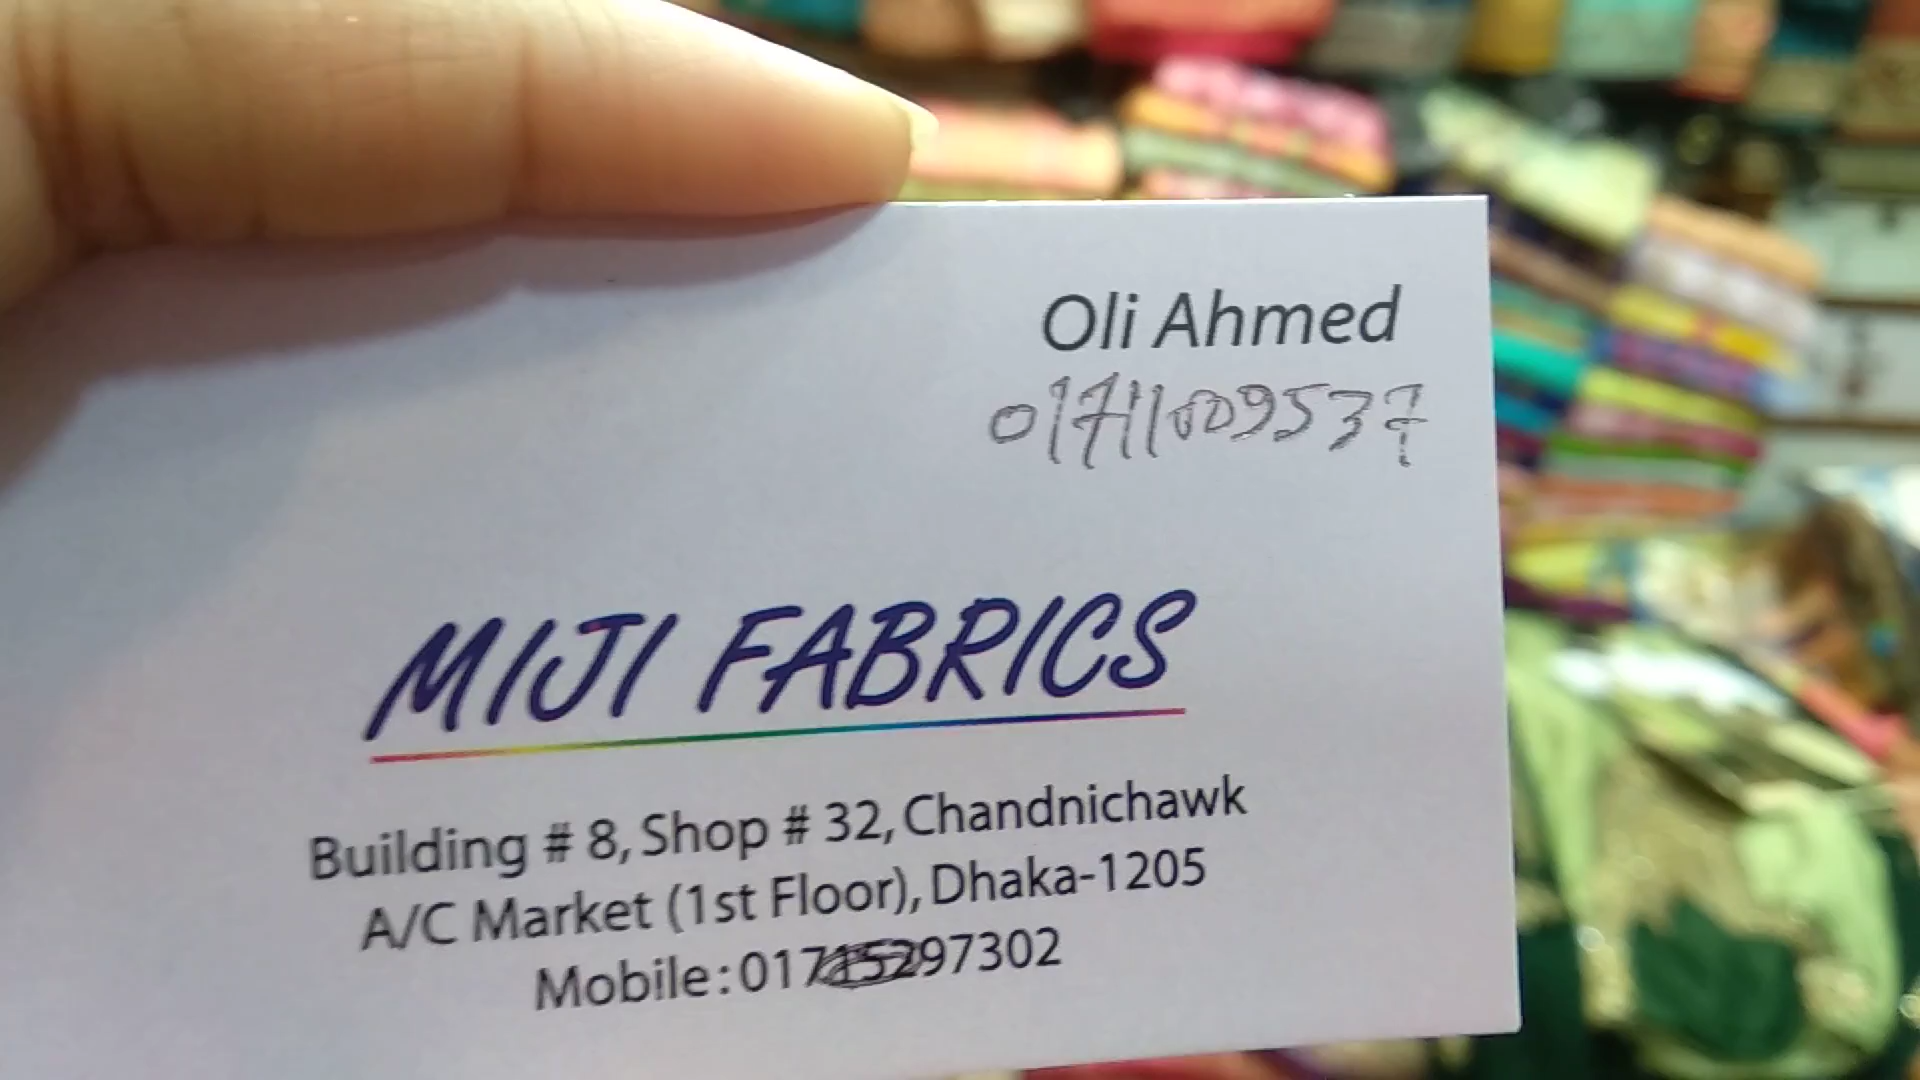 Oli Ahmed
01711009537
MIJI FABRICS
Building # 8, Shop # 32, Chandnichawk
A/C Market (1st Floor), Dhaka-1205
Mobile : 01715297302